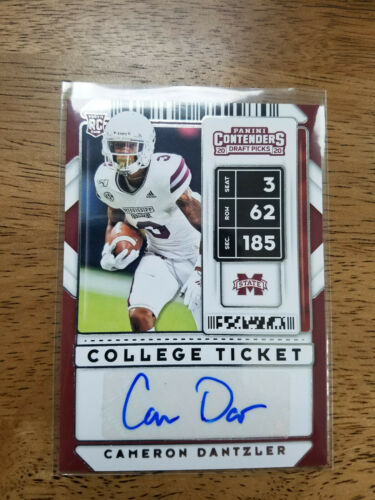 RC
PANINI
CONTENDERS
20 DRAFT PICKS 20
SEAT 3
ROW 62
SEC. 185
3
M
STATE
COLLEGE TICKET
Cam Dan
CAMERON DANTZLER